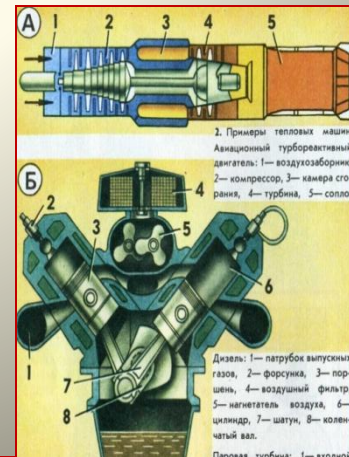 А
1
2
3
4
5
2. Примеры тепловых машин
Авиационный турбореактивный
двигатель: 1— воздухозаборник
2— компрессор, 3— камера сго-
рания, 4— турбина, 5— сопло
Б
2
3
4
5
6
1
7
8
Дизель: 1— патрубок выпускных
газов, 2— форсунка, 3— пор-
шень, 4— воздушный фильтр
5— нагнетатель воздуха, 6—
цилиндр, 7— шатун, 8— колен-
чатый вал.
Паровая турбина: 1— входной